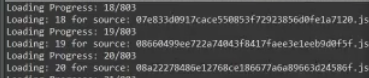 Loading Progress: 18/803
Loading: 18 for source: 07e833d0917cace550853f72923856d0fe1a7120.js
Loading Progress: 19/803
Loading: 19 for source: 08660499ee722a74043f8417faee3e1eeb9d0f5f.js
Loading Progress: 20/803
Loading: 20 for source: 08a22278486e12768ce186677a6a89663d24586f.js